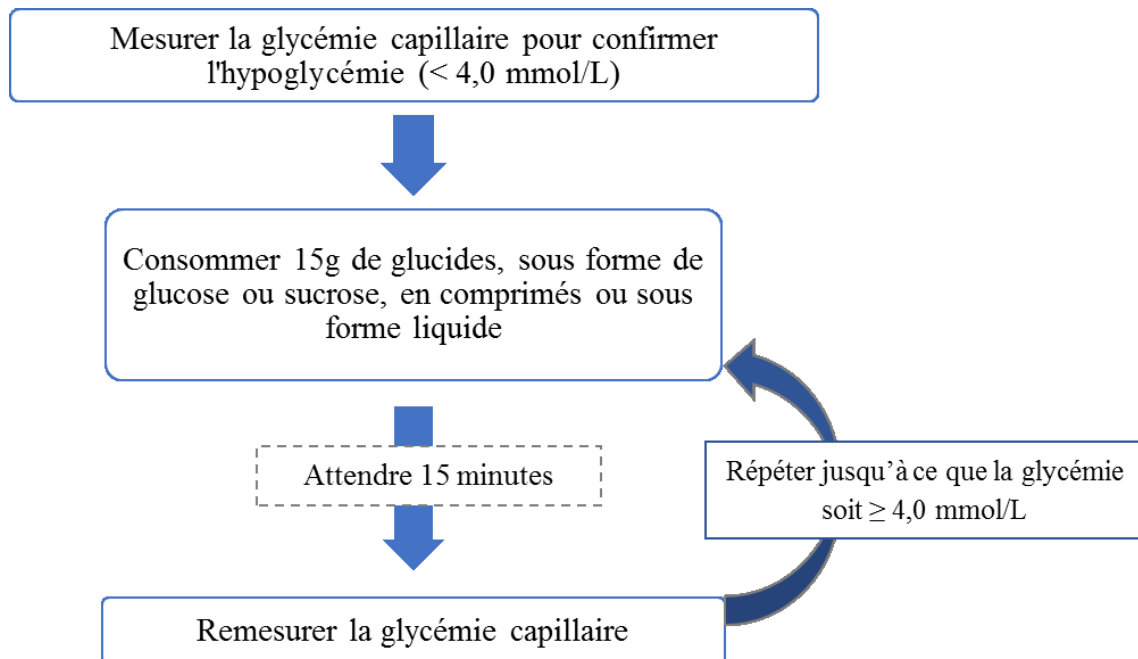 Mesurer la glycémie capillaire pour confirmer
l'hypoglycémie (< 4,0 mmol/L)
Consommer 15g de glucides, sous forme de
glucose ou sucrose, en comprimés ou sous
forme liquide
Attendre 15 minutes
Répéter jusqu’à ce que la glycémie
soit ≥ 4,0 mmol/L
Remesurer la glycémie capillaire